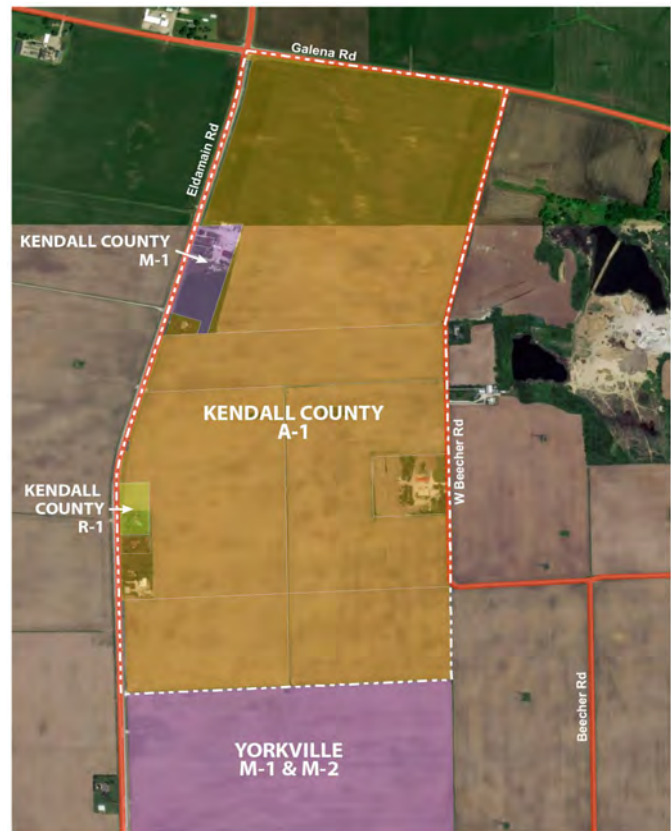 Galena Rd
Eldamain Rd
KENDALL COUNTY
M-1
KENDALL COUNTY
A-1
W Beecher Rd
KENDALL
COUNTY
R-1
Beecher Rd
YORKVILLE
M-1 & M-2